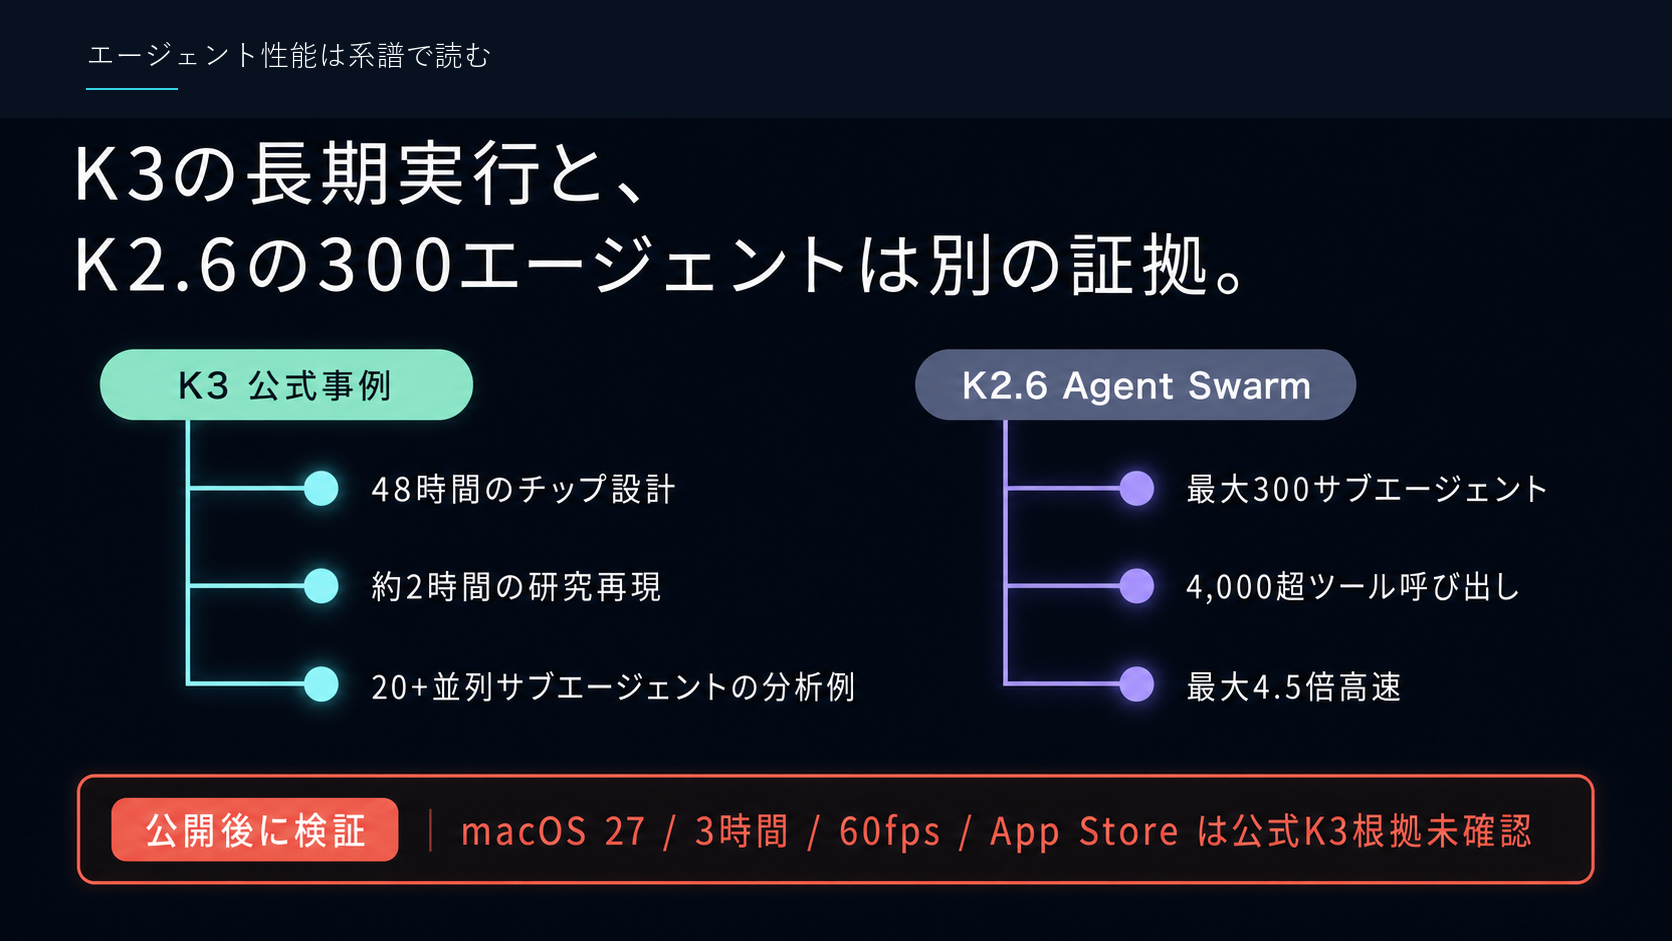 エージェント性能は系譜で読む
K3の長期実行と、
K2.6の300エージェントは別の証拠。
K3 公式事例
48時間のチップ設計
約2時間の研究再現
20+並列サブエージェントの分析例
K2.6 Agent Swarm
最大300サブエージェント
4,000超ツール呼び出し
最大4.5倍高速
公開後に検証
macOS 27 / 3時間 / 60fps / App Store は公式K3根拠未確認